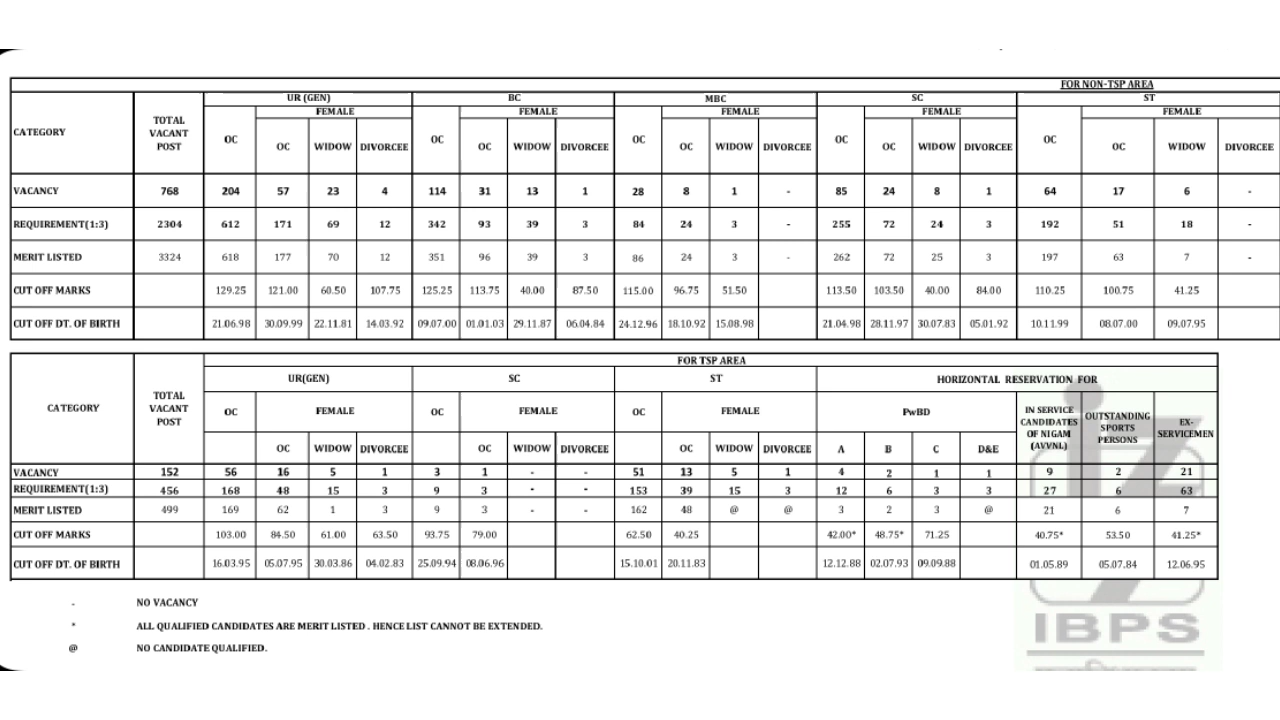 FOR NON-TSP AREA
CATEGORY TOTAL VACANT POST UR (GEN) BC MBC SC ST
OC FEMALE OC FEMALE OC FEMALE OC FEMALE OC FEMALE
OC WIDOW DIVORCEE OC WIDOW DIVORCEE OC WIDOW DIVORCEE OC WIDOW DIVORCEE OC WIDOW DIVORCEE
VACANCY 768 204 57 23 4 114 31 13 1 28 8 1 - 85 24 8 1 64 17 6 -
REQUIREMENT(1:3) 2304 612 171 69 12 342 93 39 3 84 24 3 - 255 72 24 3 192 51 18 -
MERIT LISTED 3324 618 177 70 12 351 96 39 3 86 24 3 - 262 72 25 3 197 63 7 -
CUT OFF MARKS 129.25 121.00 60.50 107.75 125.25 113.75 40.00 87.50 115.00 96.75 51.50 113.50 103.50 40.00 84.00 110.25 100.75 41.25
CUT OFF DT. OF BIRTH 21.06.98 30.09.99 22.11.81 14.03.92 09.07.00 01.01.03 29.11.87 06.04.84 24.12.96 18.10.92 15.08.98 21.04.98 28.11.97 30.07.83 05.01.92 10.11.99 08.07.00 09.07.95
FOR TSP AREA
CATEGORY TOTAL VACANT POST UR(GEN) SC ST HORIZONTAL RESERVATION FOR
OC FEMALE OC FEMALE OC FEMALE PwBD IN SERVICE CANDIDATES OF NIGAM (AVVNL) OUTSTANDING SPORTS PERSONS EX-SERVICEMEN
OC WIDOW DIVORCEE OC WIDOW DIVORCEE OC WIDOW DIVORCEE A B C D&E
VACANCY 152 56 16 5 1 3 1 - - 51 13 5 1 4 2 1 1 9 2 21
REQUIREMENT(1:3) 456 168 48 15 3 9 3 - - 153 39 15 3 12 6 3 3 27 6 63
MERIT LISTED 499 169 62 1 3 9 3 - - 162 48 @ @ 3 2 3 @ 21 6 7
CUT OFF MARKS 103.00 84.50 61.00 63.50 93.75 79.00 62.50 40.25 42.00* 48.75* 71.25 40.75* 53.50 41.25*
CUT OFF DT. OF BIRTH 16.03.95 05.07.95 30.03.86 04.02.83 25.09.94 08.06.96 15.10.01 20.11.83 12.12.88 02.07.93 09.09.88 01.05.89 05.07.84 12.06.95
- NO VACANCY
* ALL QUALIFIED CANDIDATES ARE MERIT LISTED . HENCE LIST CANNOT BE EXTENDED.
@ NO CANDIDATE QUALIFIED.
IBPS